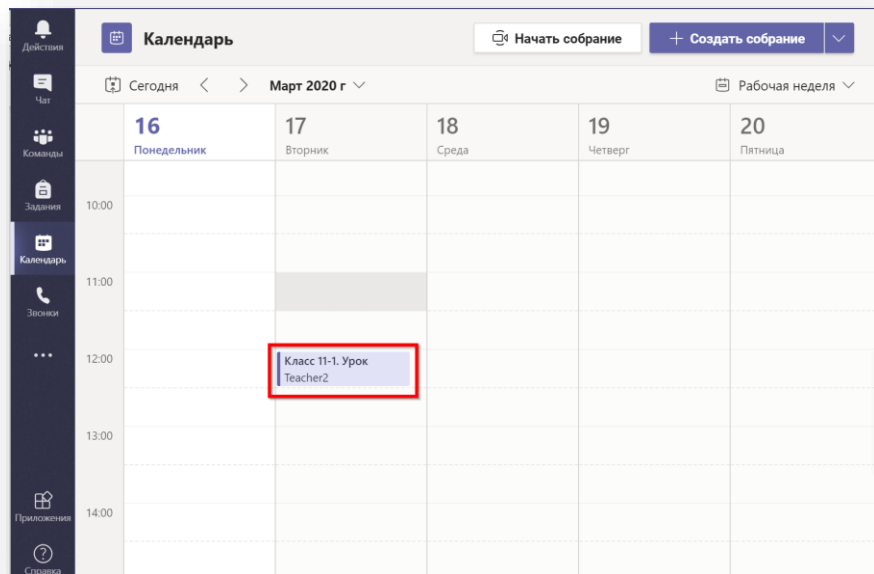 Действия
Чат
Команды
Задания
Календарь
Звонки
Приложения
Справка
Календарь
Начать собрание
+ Создать собрание
Сегодня
Март 2020 г
Рабочая неделя
16
Понедельник
17
Вторник
18
Среда
19
Четверг
20
Пятница
10:00
11:00
12:00
13:00
14:00
Класс 11-1. Урок
Teacher2